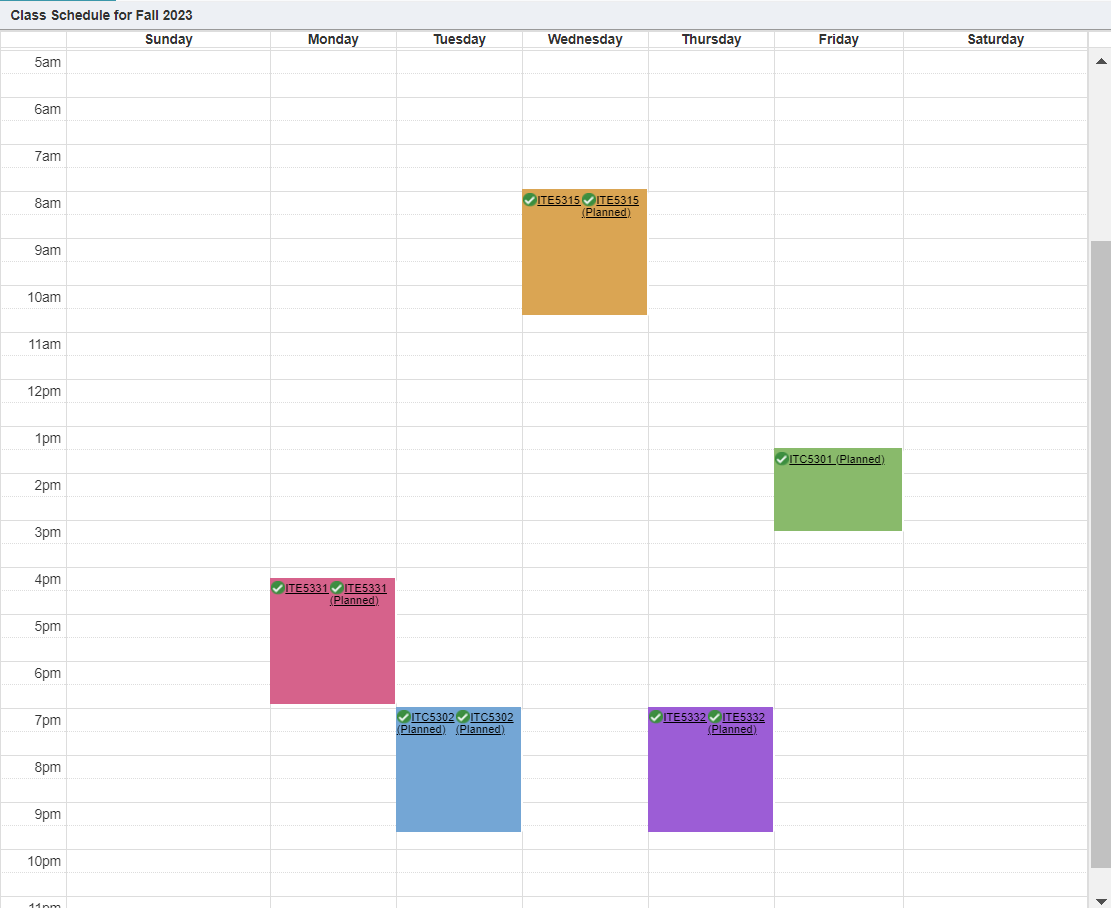 Class Schedule for Fall 2023
Sunday Monday Tuesday Wednesday Thursday Friday Saturday
5am
6am
7am
8am
ITE5315 ITE5315
(Planned)
9am
10am
11am
12pm
1pm
ITC5301 (Planned)
2pm
3pm
4pm
ITE5331 ITE5331
(Planned)
5pm
6pm
7pm
ITC5302 ITC5302
(Planned) (Planned)
ITE5332 ITE5332
(Planned)
8pm
9pm
10pm
11pm